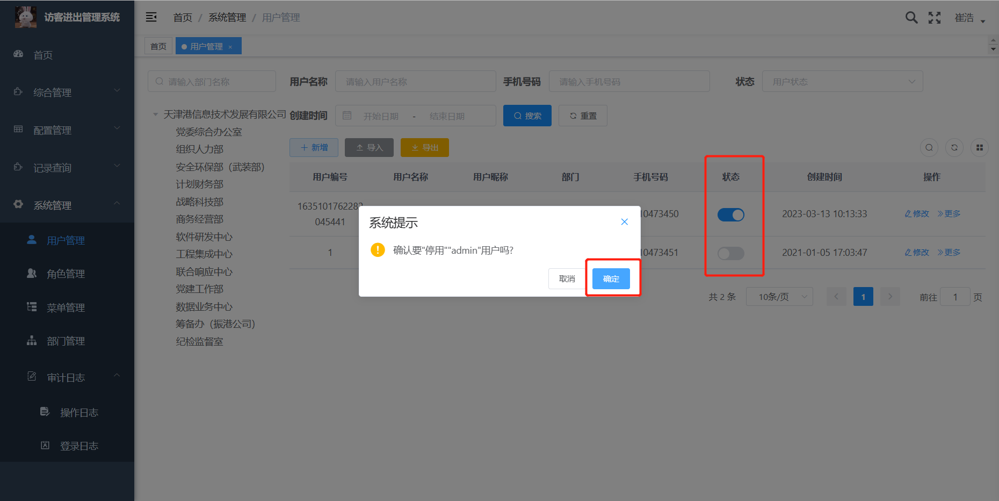 访客进出管理系统
首页
综合管理
配置管理
记录查询
系统管理
用户管理
角色管理
菜单管理
部门管理
审计日志
操作日志
登录日志
首页 / 系统管理 / 用户管理
崔浩
首页
用户管理 ×
请输入部门名称
天津港信息技术发展有限公司
党委综合办公室
组织人力部
安全环保部（武装部）
计划财务部
战略科技部
商务经营部
软件研发中心
工程集成中心
联合响应中心
党建工作部
数据业务中心
筹备办（振港公司）
纪检监督室
用户名称 请输入用户名称 手机号码 请输入手机号码 状态 用户状态
创建时间 开始日期 - 结束日期 搜索 重置
新增 导入 导出
用户编号 用户名称 用户昵称 部门 手机号码 状态 创建时间 操作
1635101762282
045441
10473450 2023-03-13 10:13:33 修改 更多
1 10473451 2021-01-05 17:03:47 修改 更多
系统提示
确认要"停用""admin"用户吗?
取消 确定
共 2 条 10条/页 1 前往 1 页